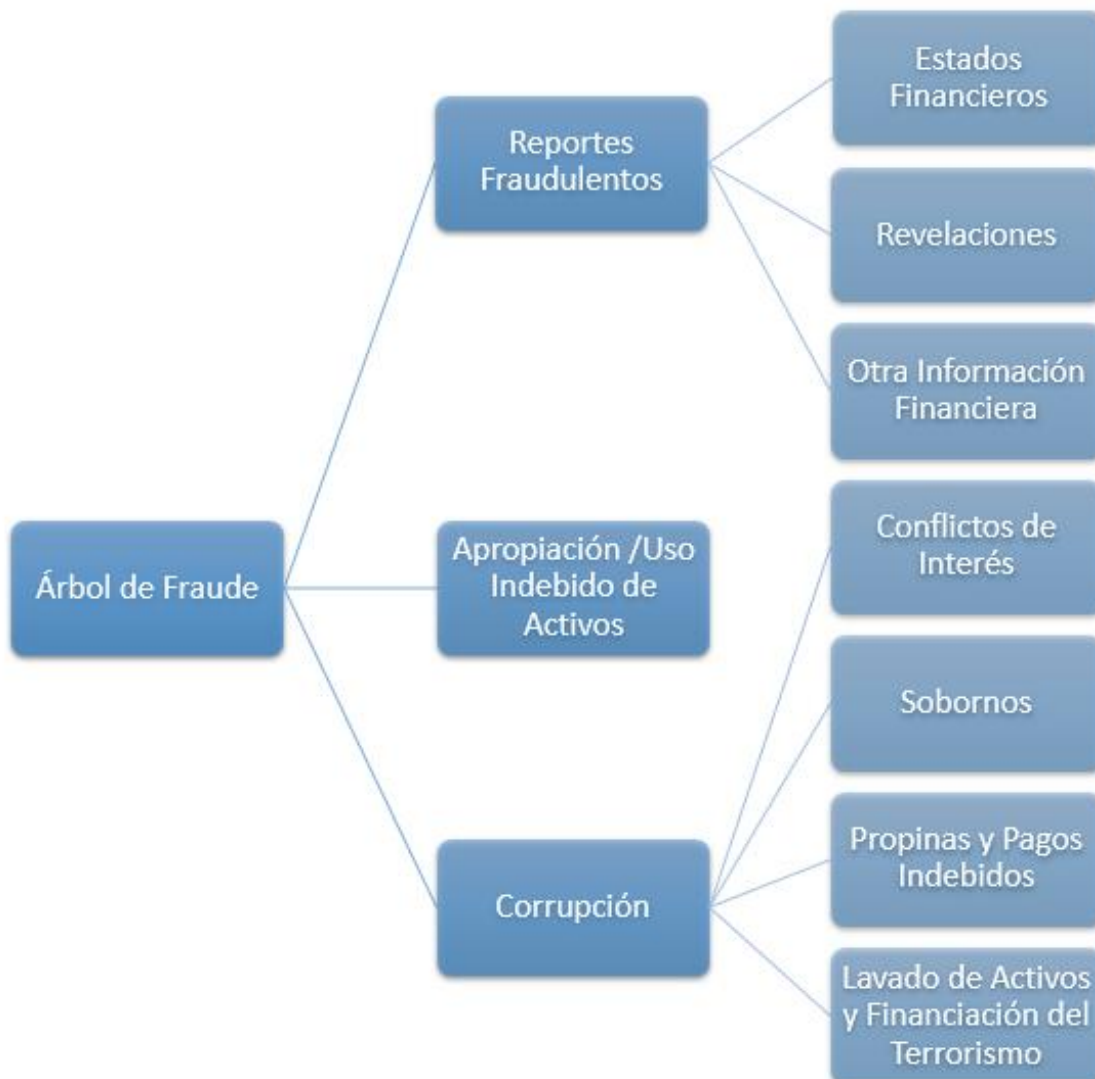 Árbol de Fraude
Reportes
Fraudulentos
Estados
Financieros
Revelaciones
Otra Información
Financiera
Apropiación /Uso
Indebido de
Activos
Corrupción
Conflictos de
Interés
Sobornos
Propinas y Pagos
Indebidos
Lavado de Activos
y Financiación del
Terrorismo